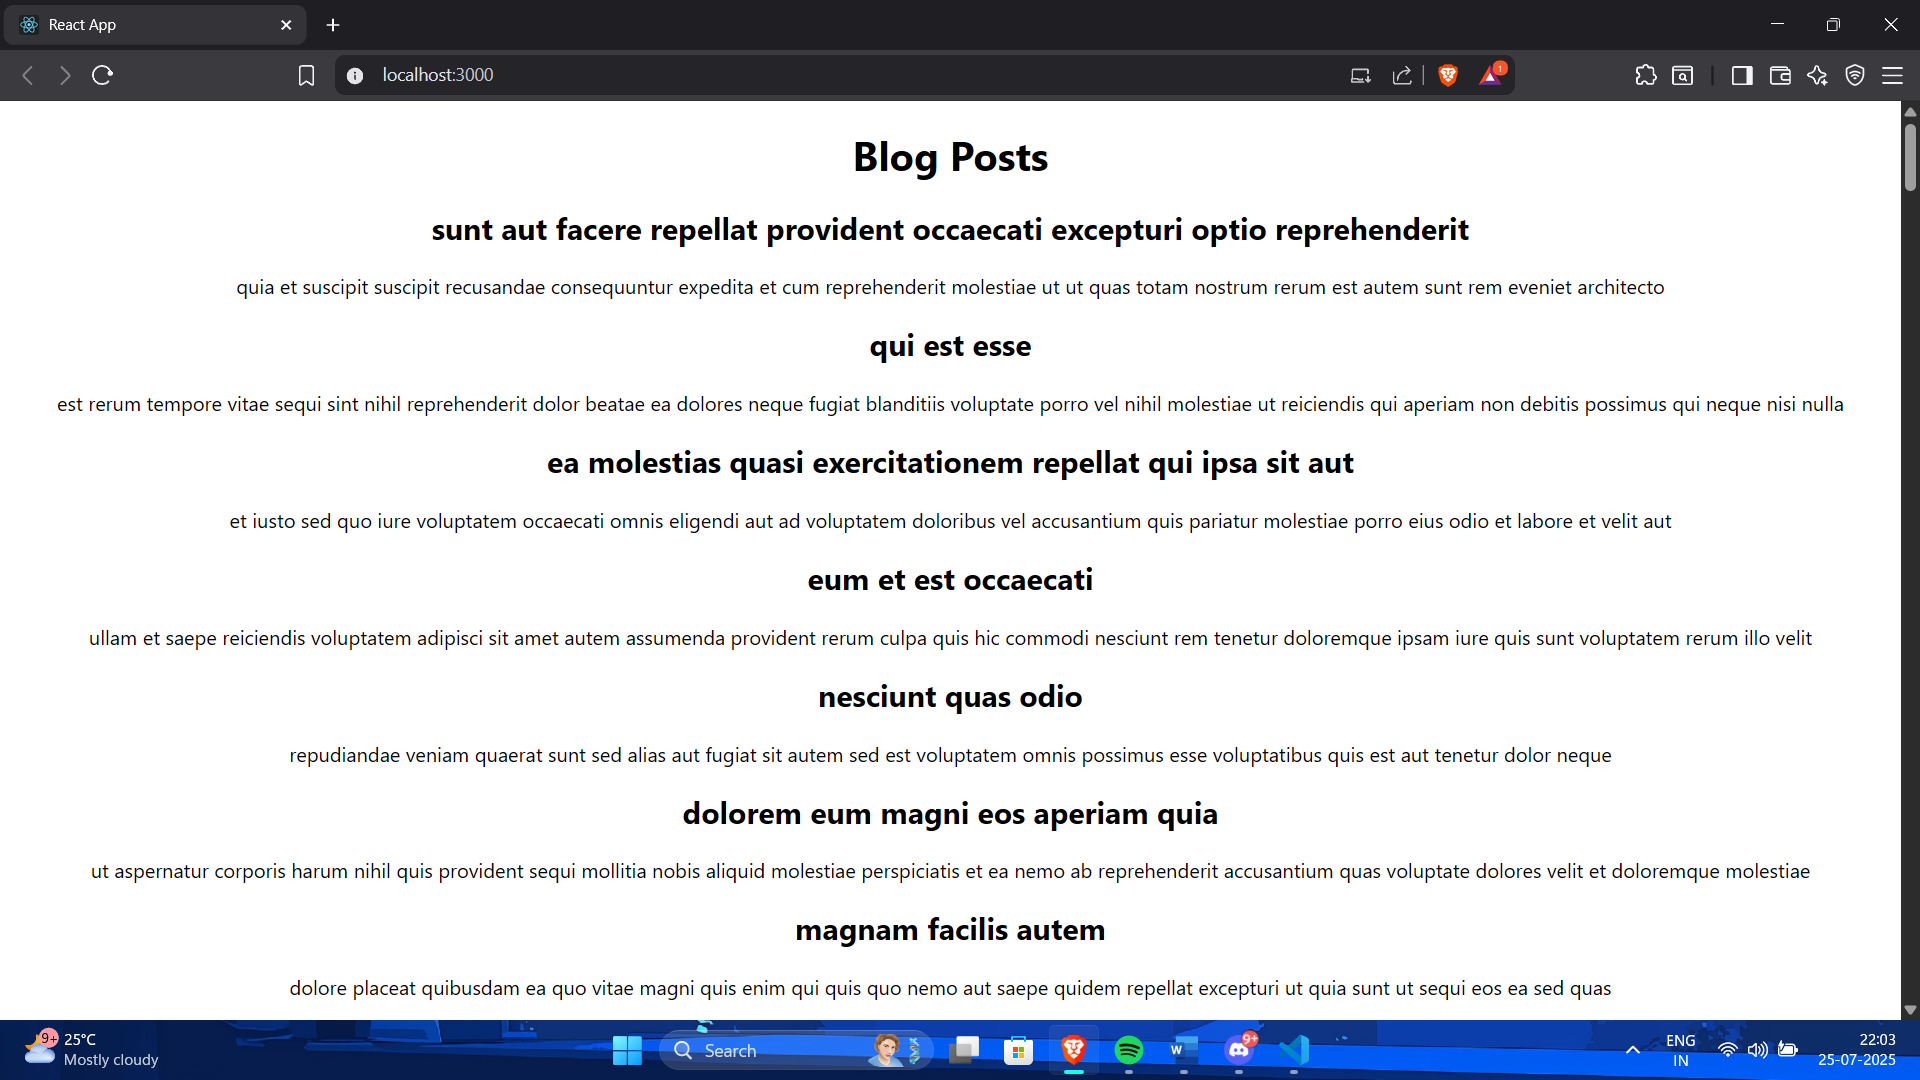 React App
localhost:3000
1
Blog Posts
sunt aut facere repellat provident occaecati excepturi optio reprehenderit
quia et suscipit suscipit recusandae consequuntur expedita et cum reprehenderit molestiae ut ut quas totam nostrum rerum est autem sunt rem eveniet architecto
qui est esse
est rerum tempore vitae sequi sint nihil reprehenderit dolor beatae ea dolores neque fugiat blanditiis voluptate porro vel nihil molestiae ut reiciendis qui aperiam non debitis possimus qui neque nisi nulla
ea molestias quasi exercitationem repellat qui ipsa sit aut
et iusto sed quo iure voluptatem occaecati omnis eligendi aut ad voluptatem doloribus vel accusantium quis pariatur molestiae porro eius odio et labore et velit aut
eum et est occaecati
ullam et saepe reiciendis voluptatem adipisci sit amet autem assumenda provident rerum culpa quis hic commodi nesciunt rem tenetur doloremque ipsam iure quis sunt voluptatem rerum illo velit
nesciunt quas odio
repudiandae veniam quaerat sunt sed alias aut fugiat sit autem sed est voluptatem omnis possimus esse voluptatibus quis est aut tenetur dolor neque
dolorem eum magni eos aperiam quia
ut aspernatur corporis harum nihil quis provident sequi mollitia nobis aliquid molestiae perspiciatis et ea nemo ab reprehenderit accusantium quas voluptate dolores velit et doloremque molestiae
magnam facilis autem
dolore placeat quibusdam ea quo vitae magni quis enim qui quis quo nemo aut saepe quidem repellat excepturi ut quia sunt ut sequi eos ea sed quas
9+
25°C
Mostly cloudy
Search
W
9+
ENG
IN
22:03
25-07-2025